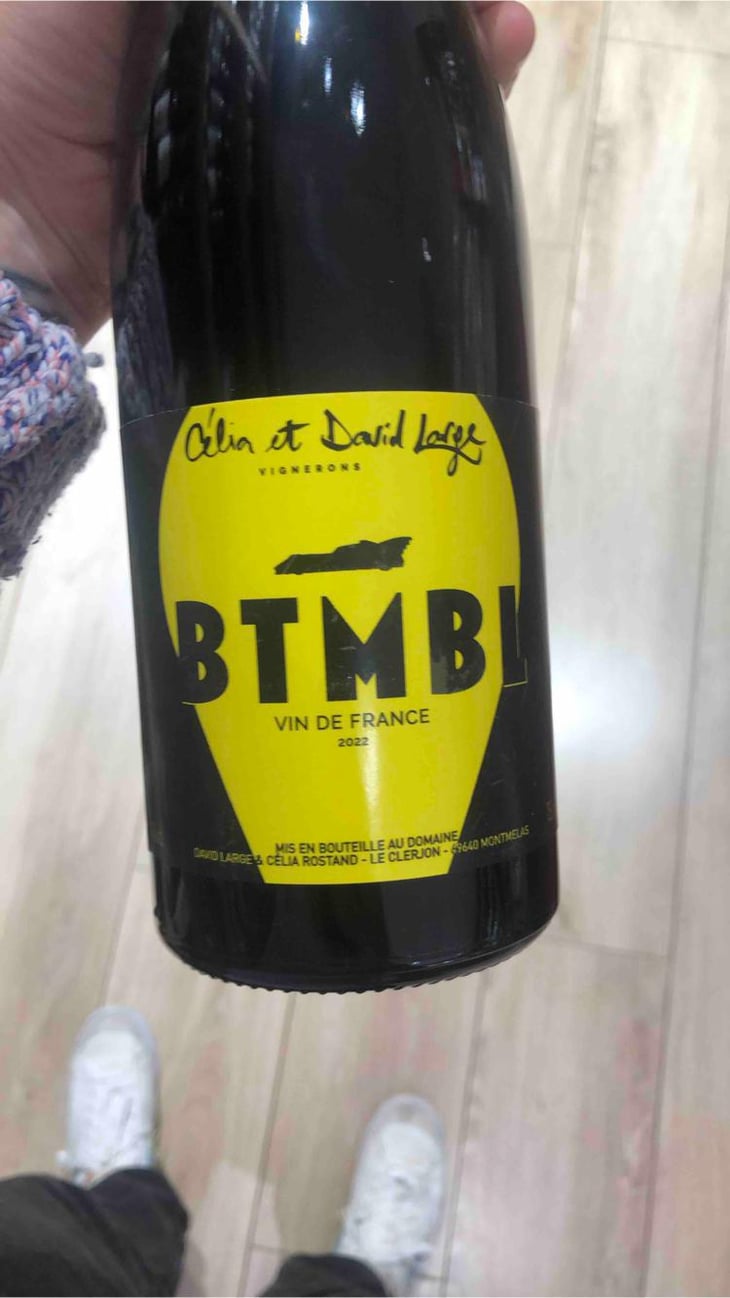 Célia et David Large
VIGNERONS
BTMBL
VIN DE FRANCE
2022
MIS EN BOUTEILLE AU DOMAINE
DAVID LARGE & CÉLIA ROSTAND - LE CLERJON - 69640 MONTMELAS